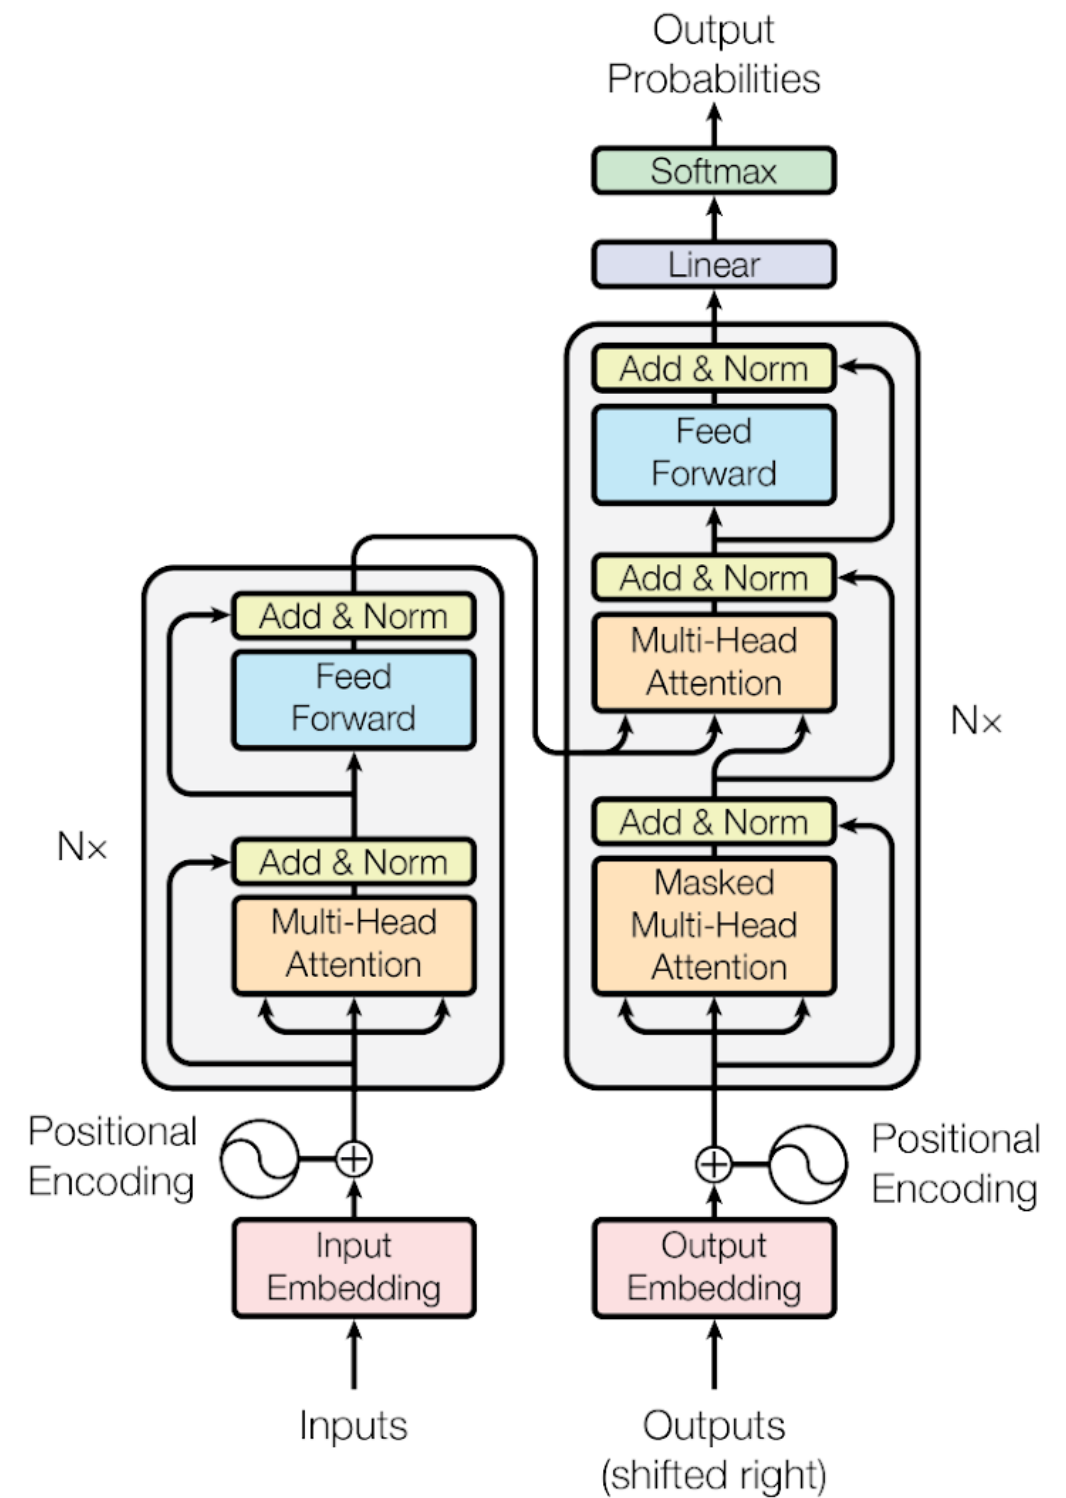 Output
Probabilities
Softmax
Linear
Add & Norm
Feed
Forward
Add & Norm
Multi-Head
Attention
Nx
Add & Norm
Masked
Multi-Head
Attention
Add & Norm
Feed
Forward
Nx
Add & Norm
Multi-Head
Attention
Positional
Encoding
Positional
Encoding
Input
Embedding
Output
Embedding
Inputs
Outputs
(shifted right)